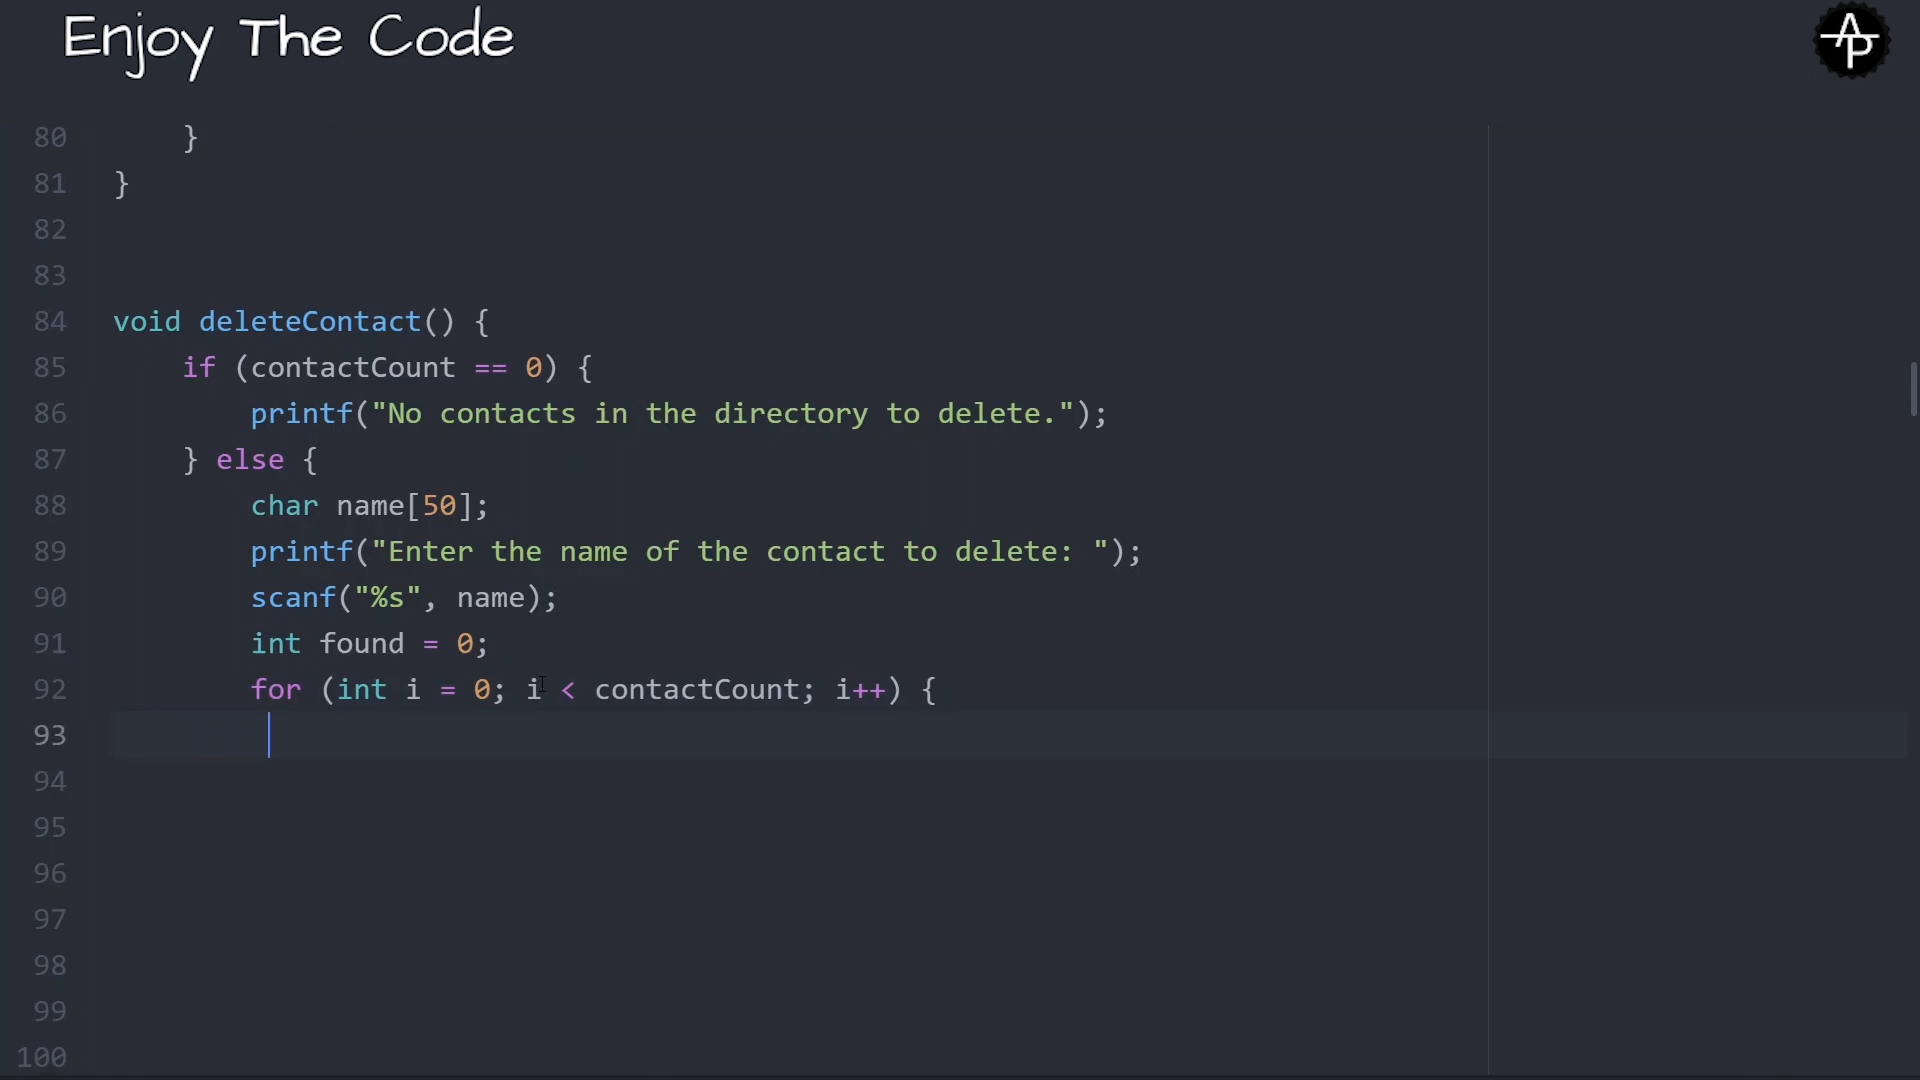 Enjoy The Code
AP
80 }
81 }
82
83
84 void deleteContact() {
85 if (contactCount == 0) {
86 printf("No contacts in the directory to delete.");
87 } else {
88 char name[50];
89 printf("Enter the name of the contact to delete: ");
90 scanf("%s", name);
91 int found = 0;
92 for (int i = 0; i < contactCount; i++) {
93
94
95
96
97
98
99
100